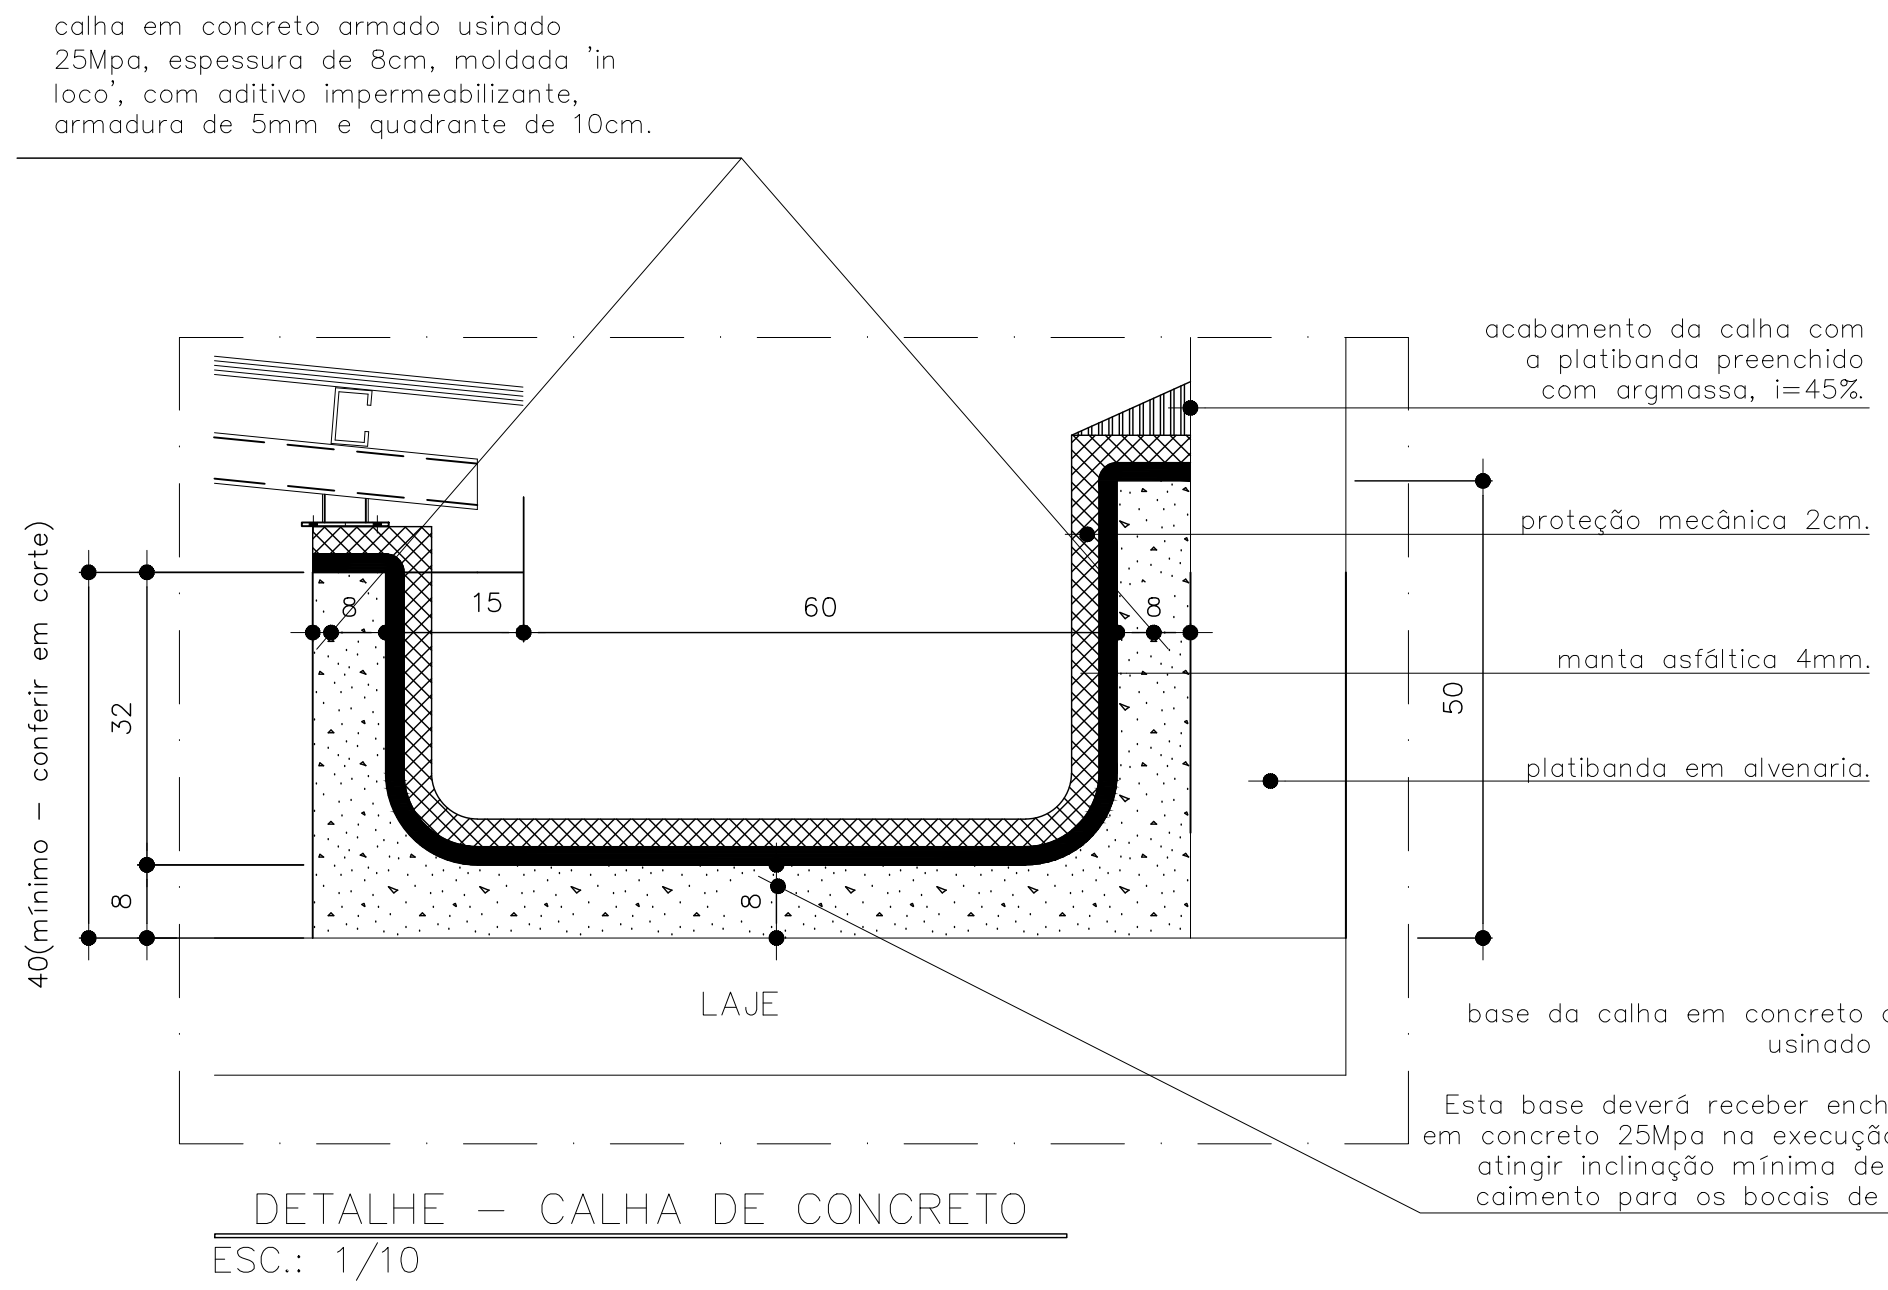 calha em concreto armado usinado
25Mpa, espessura de 8cm, moldada 'in
loco', com aditivo impermeabilizante,
armadura de 5mm e quadrante de 10cm.
acabamento da calha com
a platibanda preenchido
com argmassa, i=45%.
proteção mecânica 2cm.
manta asfáltica 4mm.
platibanda em alvenaria.
40(mínimo - conferir em corte)
32
8
8
15
60
8
50
8
LAJE
base da calha em concreto
usinado
Esta base deverá receber
em concreto 25Mpa na
atingir inclinação mínima de
caimento para os bocais de
DETALHE - CALHA DE CONCRETO
ESC.: 1/10